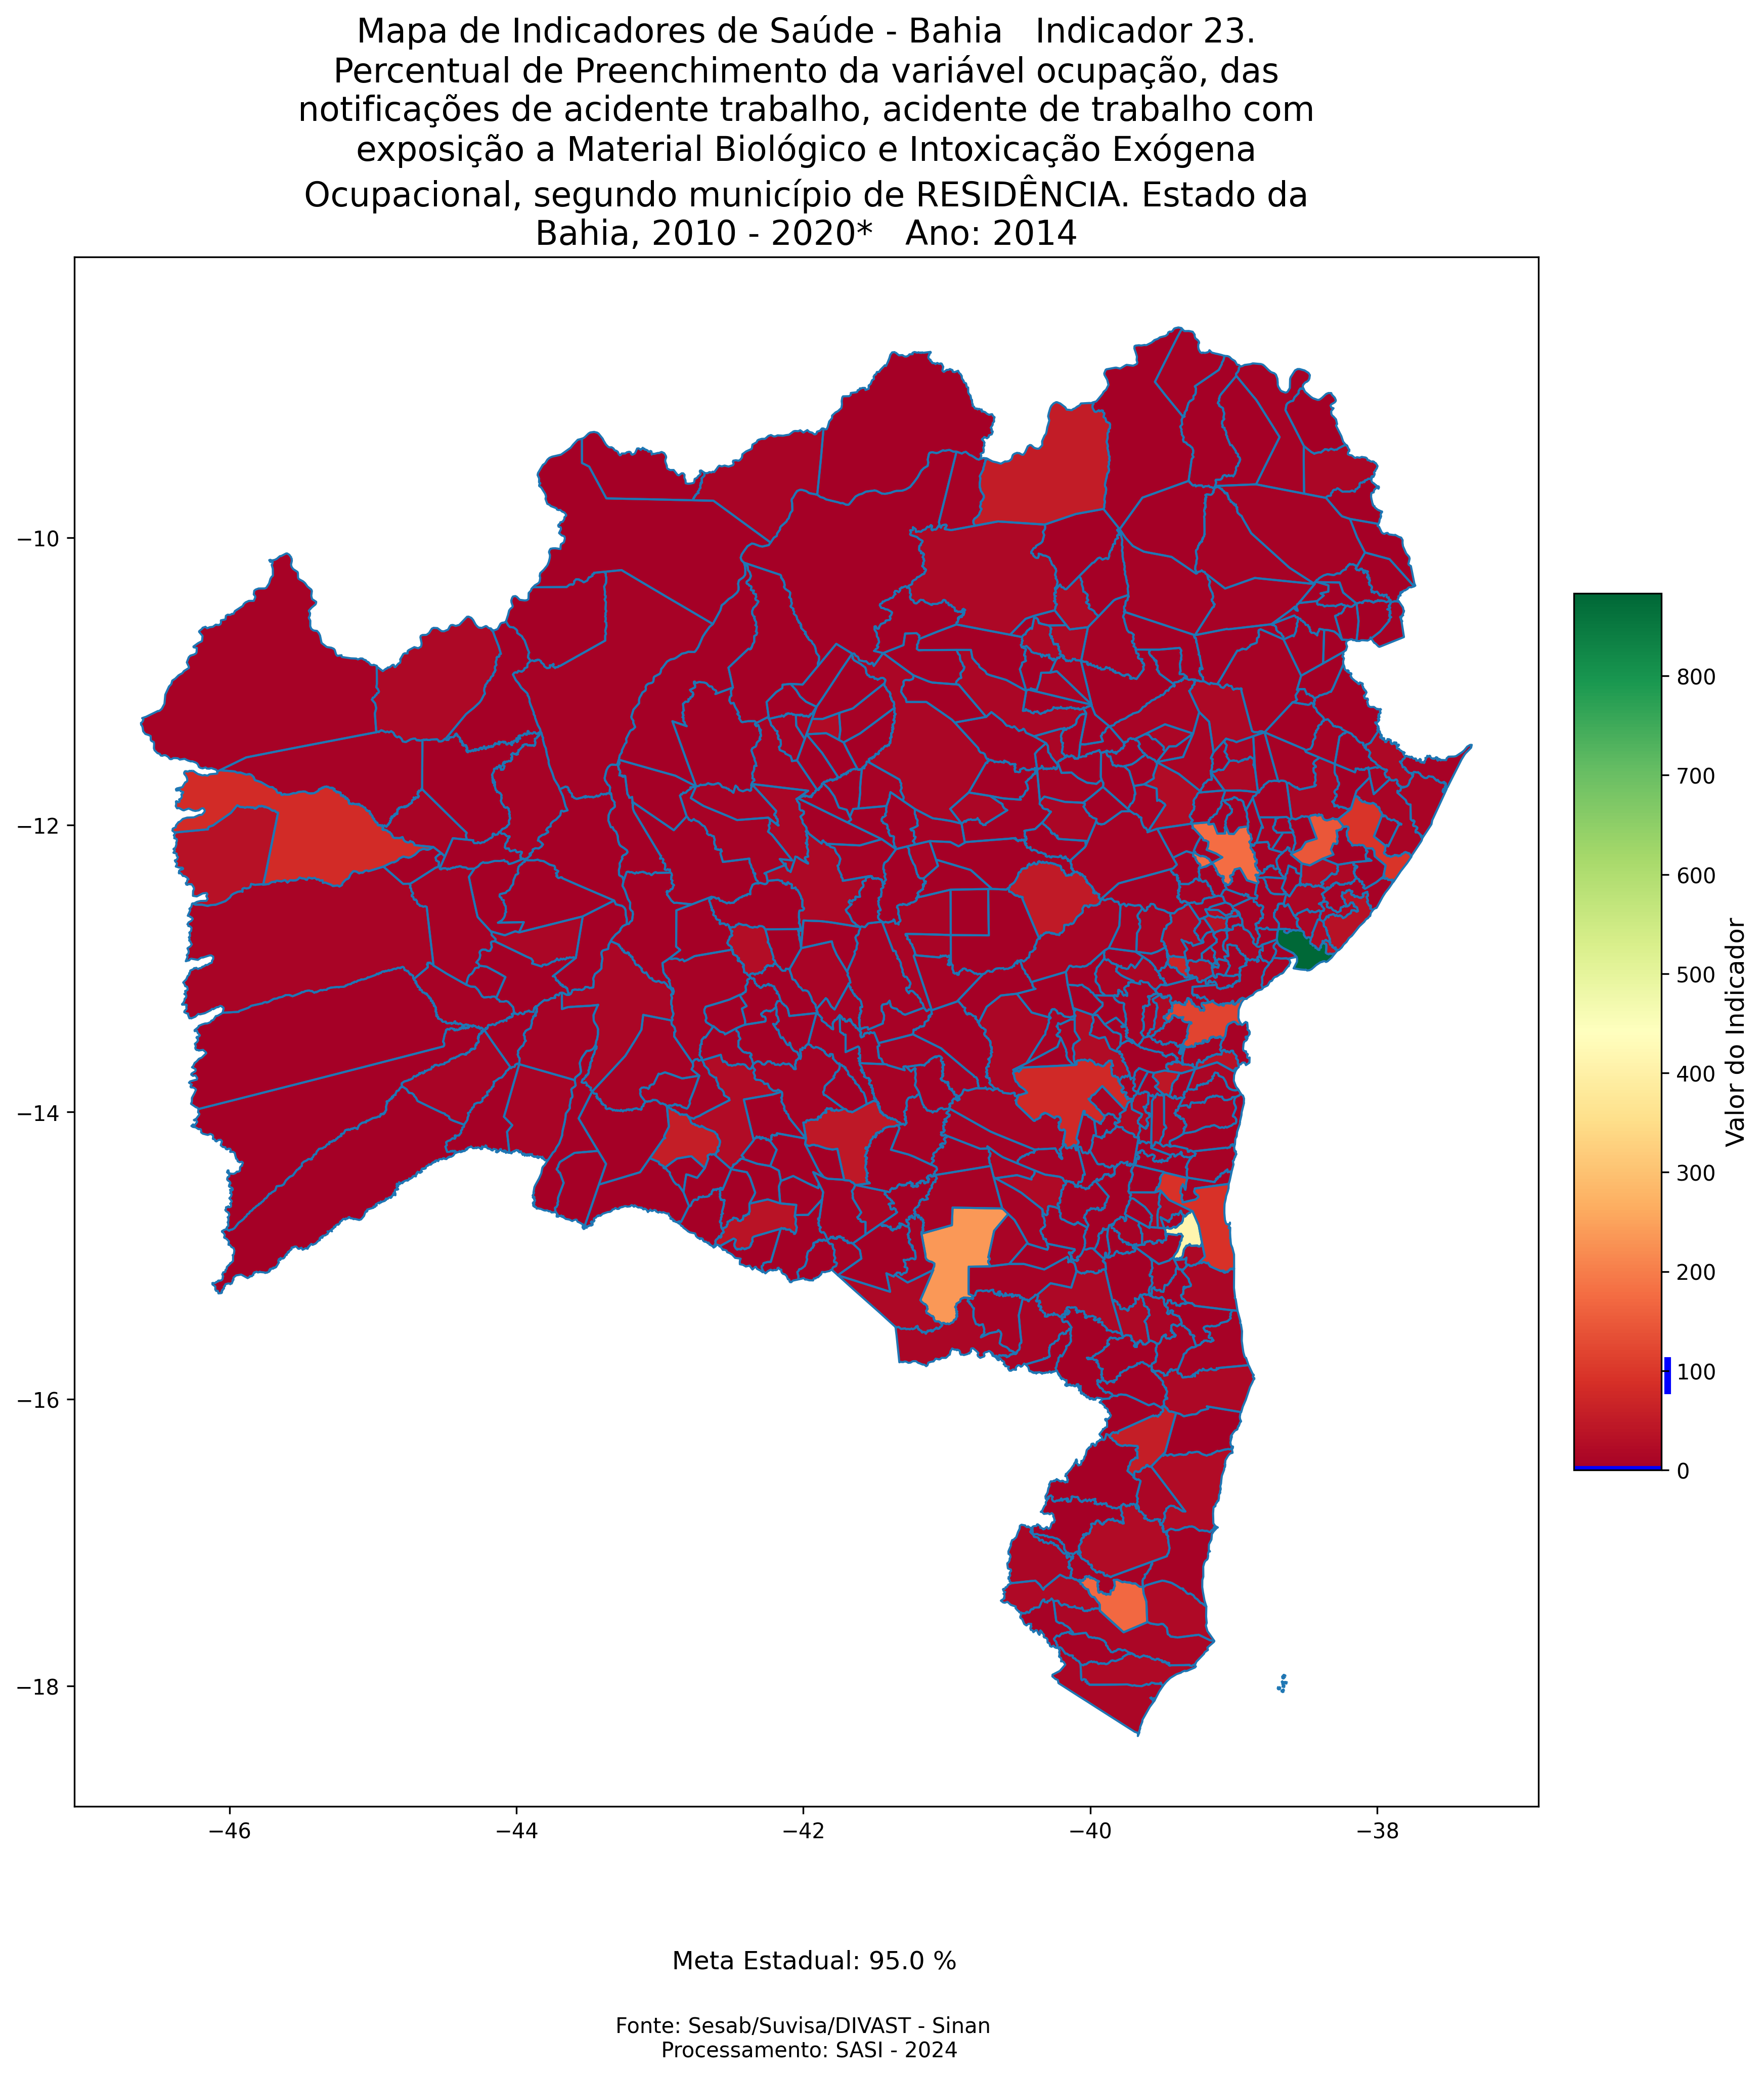 Mapa de Indicadores de Saúde - Bahia   Indicador 23.
Percentual de Preenchimento da variável ocupação, das
notificações de acidente trabalho, acidente de trabalho com
exposição a Material Biológico e Intoxicação Exógena
Ocupacional, segundo município de RESIDÊNCIA. Estado da
Bahia, 2010 - 2020*   Ano: 2014
−10
−12
−14
−16
−18
−46
−44
−42
−40
−38
800
700
600
500
400
300
200
100
0
Valor do Indicador
Meta Estadual: 95.0 %
Fonte: Sesab/Suvisa/DIVAST - Sinan
Processamento: SASI - 2024